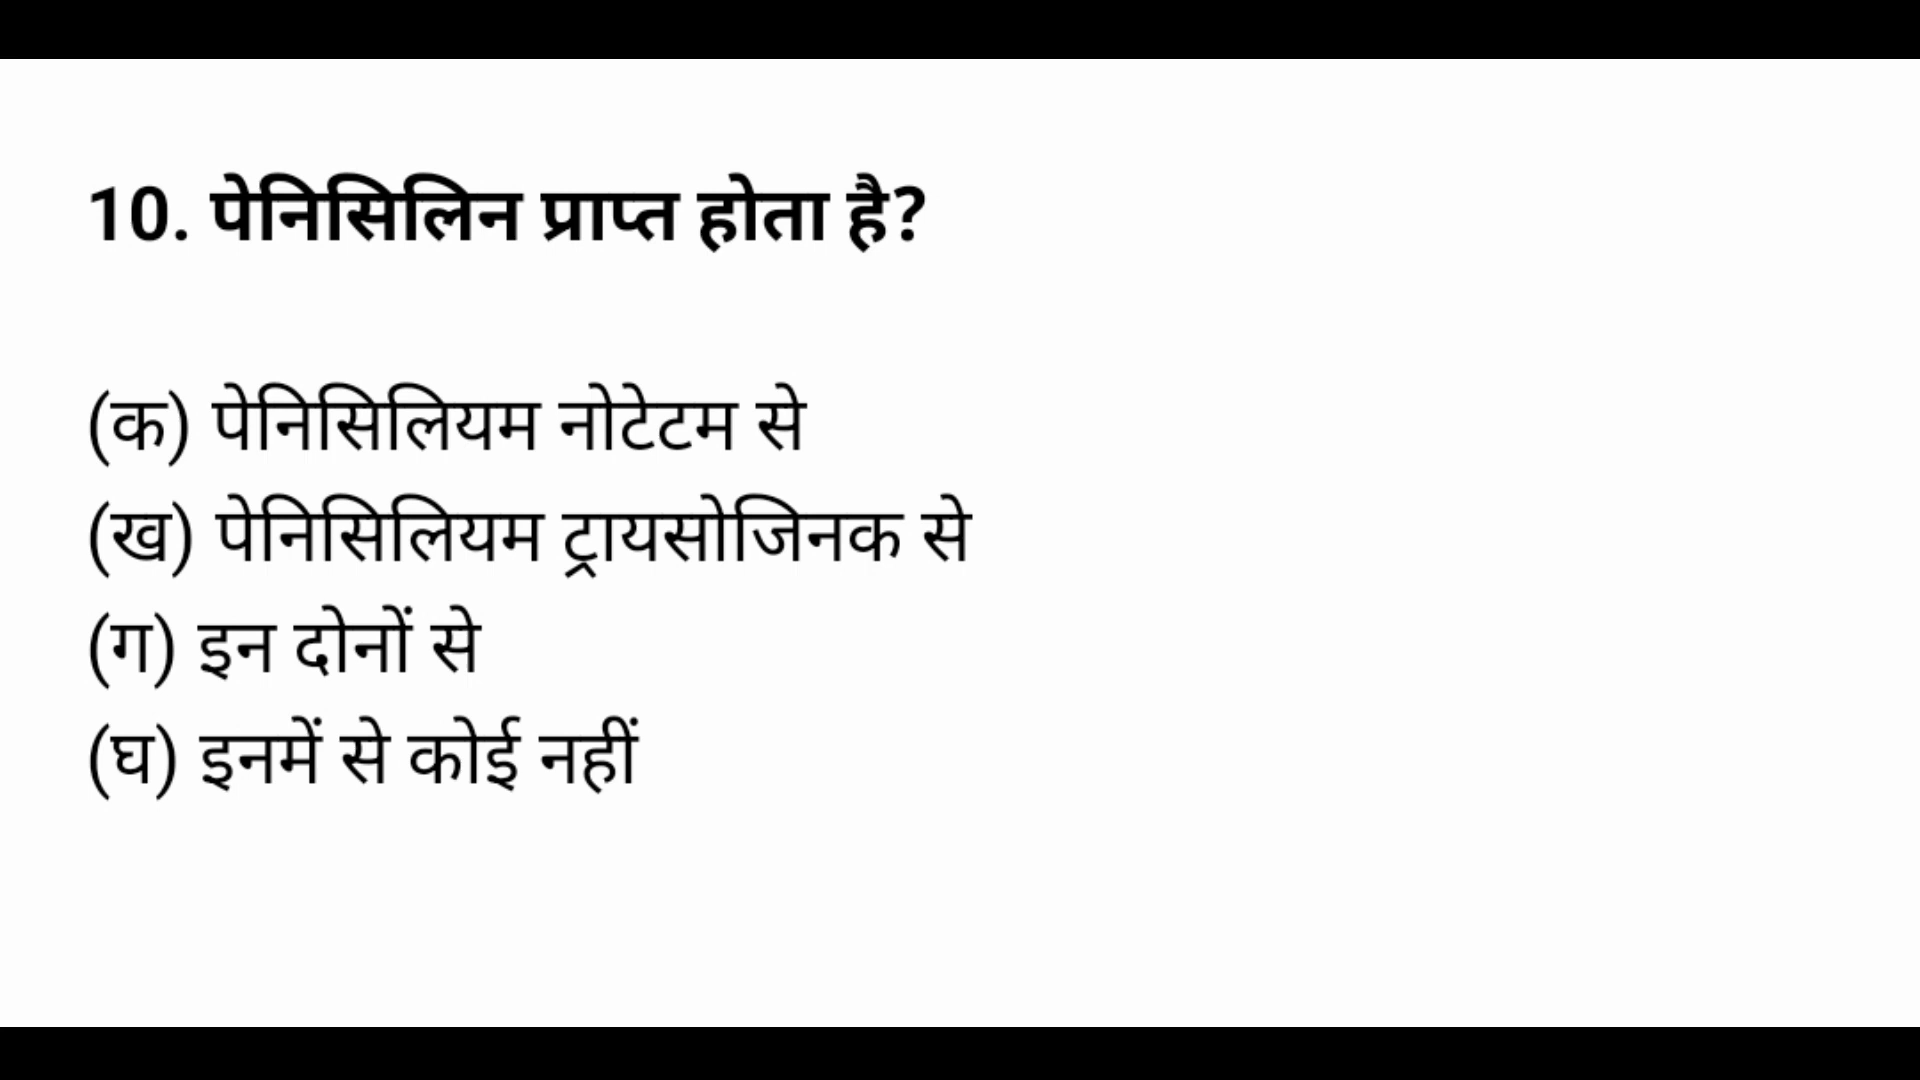 10. पेनिसिलिन प्राप्त होता है?
(क) पेनिसिलियम नोटेटम से
(ख) पेनिसिलियम ट्रायसोजिनक से
(ग) इन दोनों से
(घ) इनमें से कोई नहीं